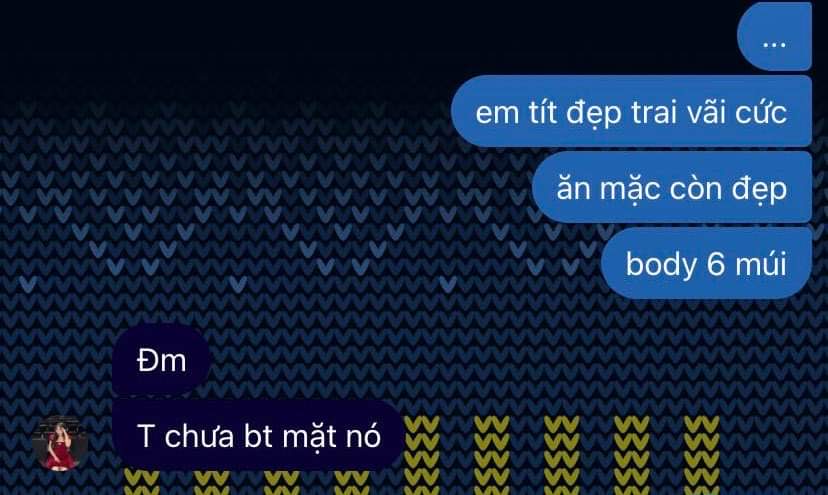 ...
em tít đẹp trai vãi cức
ăn mặc còn đẹp
body 6 múi
Đm
T chưa bt mặt nó